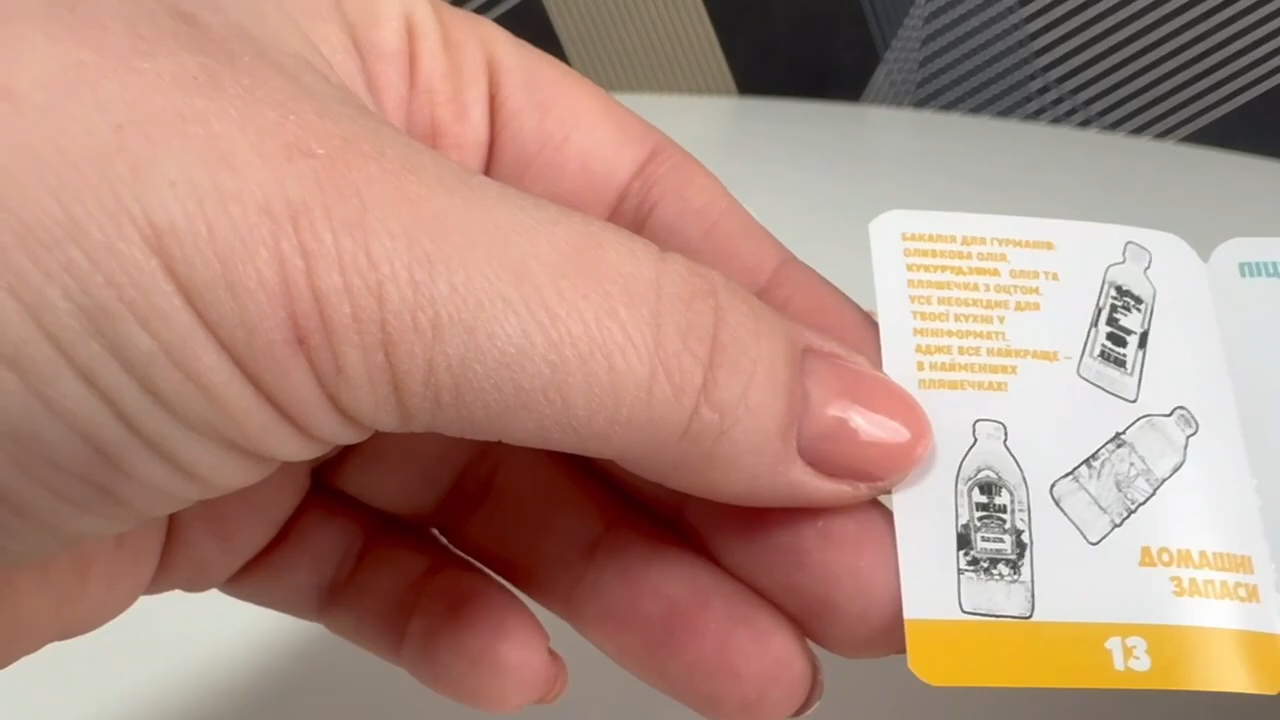 БАКАЛІЯ ДЛЯ ГУРМАНІВ:
ОЛИВКОВА ОЛІЯ,
КУКУРУДЗЯНА ОЛІЯ ТА
ПЛЯШЕЧКА З ОЦТОМ.
УСЕ НЕОБХІДНЕ ДЛЯ
ТВОЄЇ КУХНІ У
МІНІФОРМАТІ.
АДЖЕ ВСЕ НАЙКРАЩЕ –
В НАЙМЕНШИХ
ПЛЯШЕЧКАХ!
WHITE
VINEGAR
ДОМАШНІ
ЗАПАСИ
13